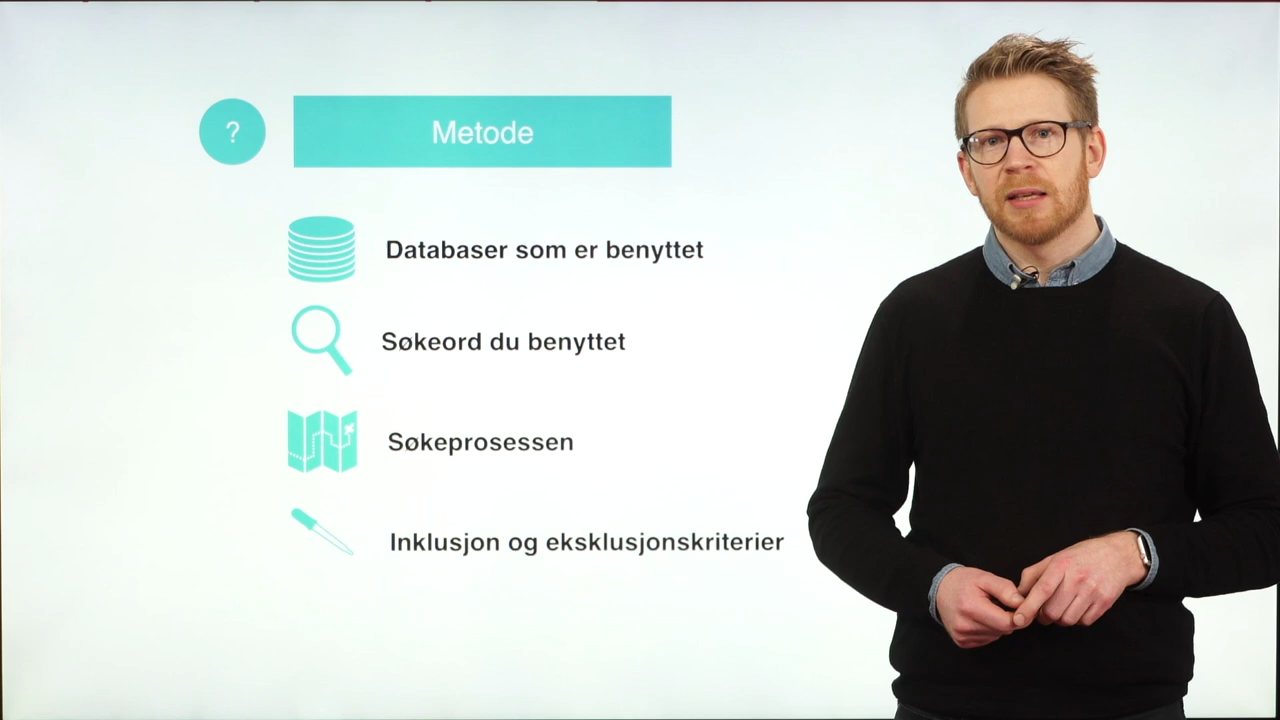 ?
Metode
Databaser som er benyttet
Søkeord du benyttet
Søkeprosessen
Inklusjon og eksklusjonskriterier